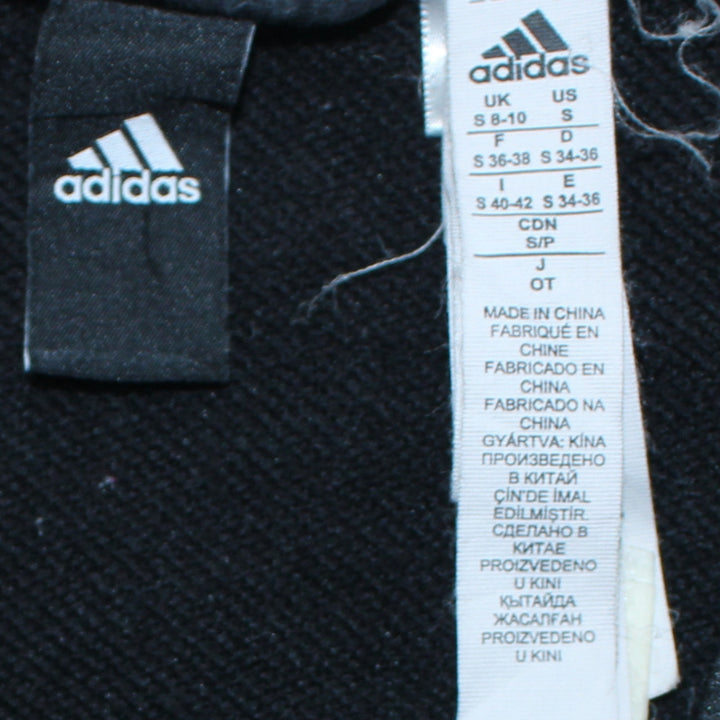 adidas
adidas
UK US
S 8-10 S
F D
S 36-38 S 34-36
I E
S 40-42 S 34-36
CDN
S/P
J
OT
MADE IN CHINA
FABRIQUÉ EN
CHINE
FABRICADO EN
CHINA
FABRICADO NA
CHINA
GYÁRTVA: KÍNA
ПРОИЗВЕДЕНО
В КИТАЙ
ÇİN'DE İMAL
EDİLMİŞTİR.
СДЕЛАНО В
КИТАЕ
PROIZVEDENO
U KINI
ҚЫТАЙДА
ЖАСАЛҒАН
PROIZVEDENO
U KINI